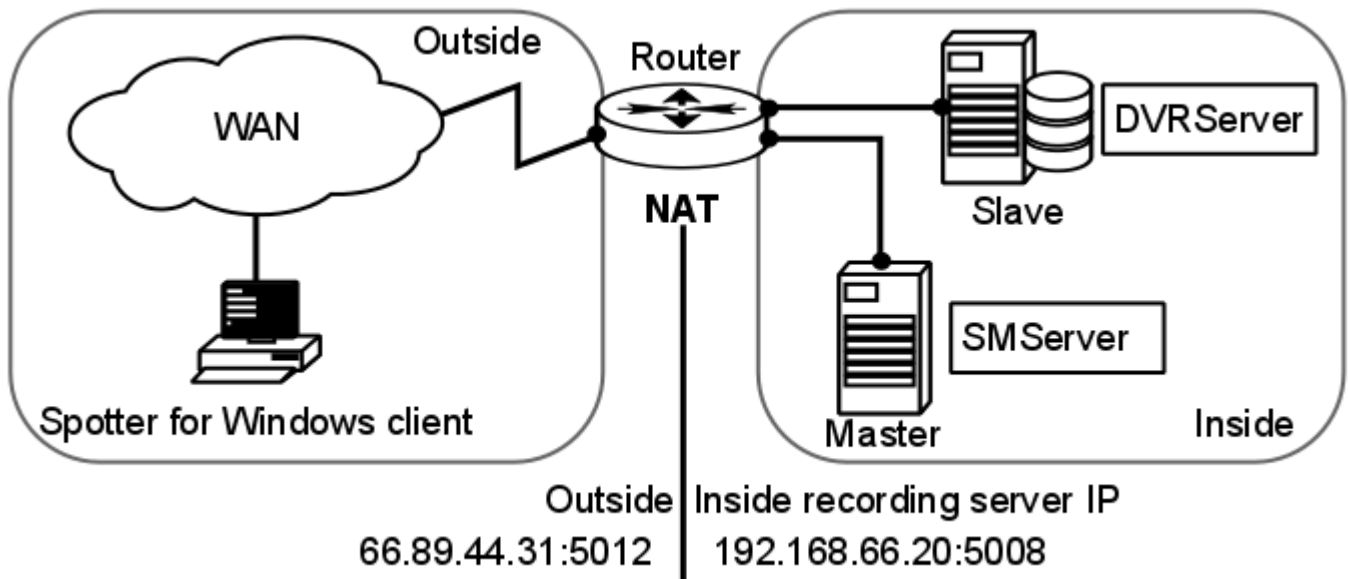 Outside
Router
WAN
DVRServer
NAT
Slave
SMServer
Spotter for Windows client
Master
Inside
Outside Inside recording server IP
66.89.44.31:5012 192.168.66.20:5008